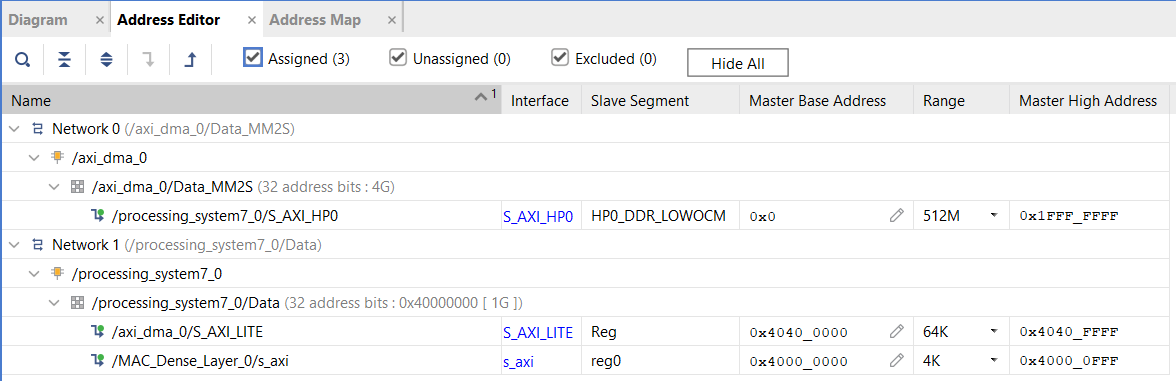 Diagram × Address Editor × Address Map ×
Assigned (3) Unassigned (0) Excluded (0) Hide All
Name 1 Interface Slave Segment Master Base Address Range Master High Address
Network 0 (/axi_dma_0/Data_MM2S)
/axi_dma_0
/axi_dma_0/Data_MM2S (32 address bits : 4G)
/processing_system7_0/S_AXI_HP0 S_AXI_HP0 HP0_DDR_LOWOCM 0x0 512M 0x1FFF_FFFF
Network 1 (/processing_system7_0/Data)
/processing_system7_0
/processing_system7_0/Data (32 address bits : 0x40000000 [ 1G ])
/axi_dma_0/S_AXI_LITE S_AXI_LITE Reg 0x4040_0000 64K 0x4040_FFFF
/MAC_Dense_Layer_0/s_axi s_axi reg0 0x4000_0000 4K 0x4000_0FFF